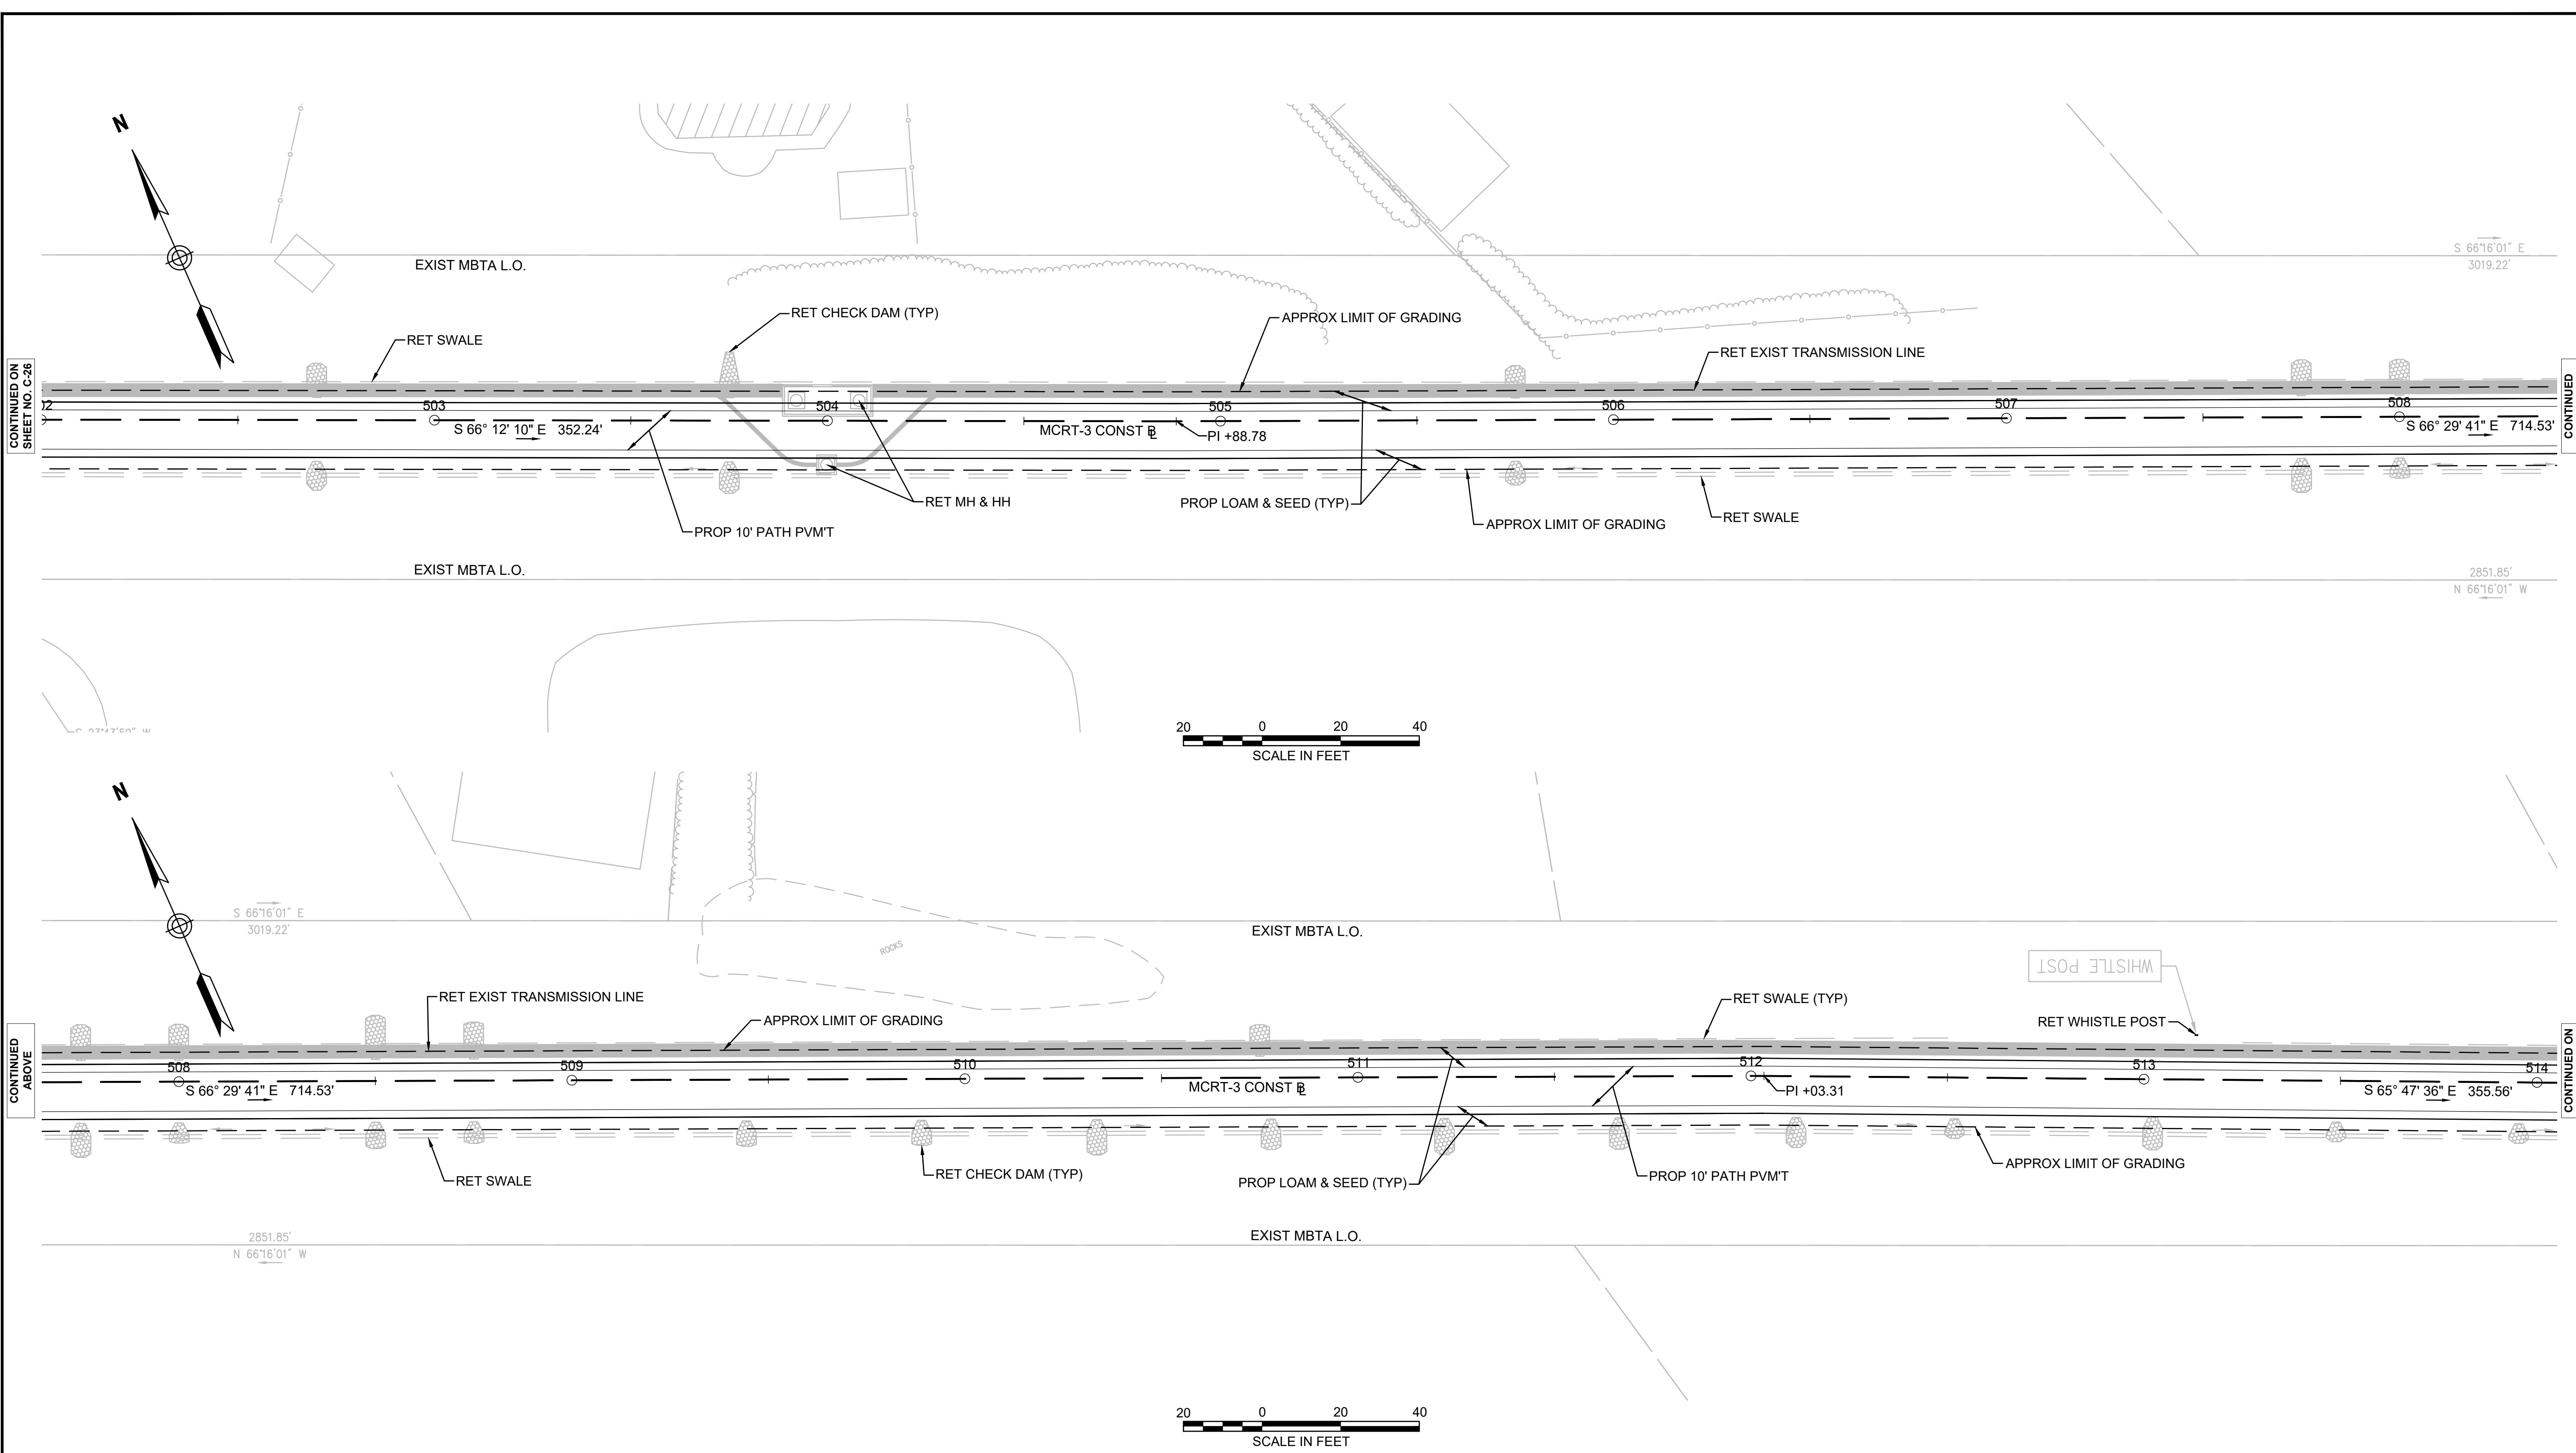 N
EXIST MBTA L.O.
S 66°16'01" E
3019.22'
RET CHECK DAM (TYP)
APPROX LIMIT OF GRADING
RET SWALE
RET EXIST TRANSMISSION LINE
CONTINUED ON
SHEET NO. C-26
02
503
504
505
506
507
508
CONTINUED
S 66° 12' 10" E 352.24'
MCRT-3 CONST BL
PI +88.78
S 66° 29' 41" E 714.53'
RET MH & HH
PROP LOAM & SEED (TYP)
PROP 10' PATH PVM'T
APPROX LIMIT OF GRADING
RET SWALE
EXIST MBTA L.O.
2851.85'
N 66°16'01" W
20 0 20 40
SCALE IN FEET
N
S 66°16'01" E
3019.22'
EXIST MBTA L.O.
ROCKS
WHISTLE POST
RET EXIST TRANSMISSION LINE
APPROX LIMIT OF GRADING
RET SWALE (TYP)
RET WHISTLE POST
CONTINUED
ABOVE
508
509
510
511
512
513
514
CONTINUED ON
S 66° 29' 41" E 714.53'
MCRT-3 CONST BL
PI +03.31
S 65° 47' 36" E 355.56'
RET SWALE
RET CHECK DAM (TYP)
PROP LOAM & SEED (TYP)
PROP 10' PATH PVM'T
APPROX LIMIT OF GRADING
2851.85'
N 66°16'01" W
EXIST MBTA L.O.
20 0 20 40
SCALE IN FEET